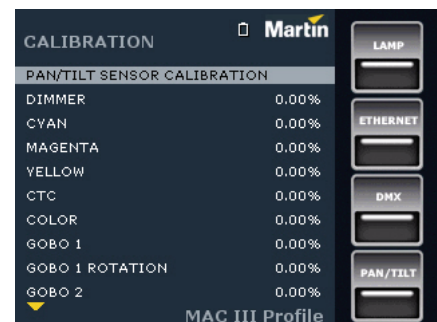 CALIBRATION
Martin
PAN/TILT SENSOR CALIBRATION
DIMMER 0.00%
CYAN 0.00%
MAGENTA 0.00%
YELLOW 0.00%
CTC 0.00%
COLOR 0.00%
GOBO 1 0.00%
GOBO 1 ROTATION 0.00%
GOBO 2 0.00%
MAC III Profile
LAMP
ETHERNET
DMX
PAN/TILT